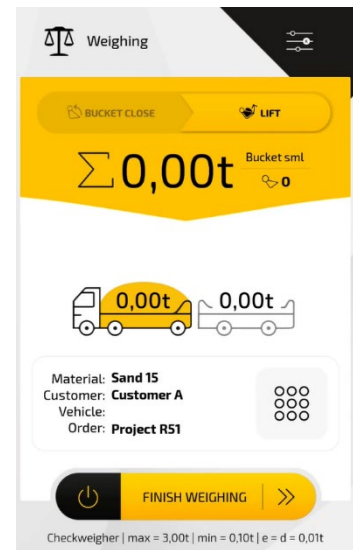 Weighing
BUCKET CLOSE
LIFT
∑0,00t
Bucket sml
0
0,00t
0,00t
Material: Sand 15
Customer: Customer A
Vehicle:
Order: Project R51
FINISH WEIGHING
Checkweigher | max = 3,00t | min = 0,10t | e = d = 0,01t